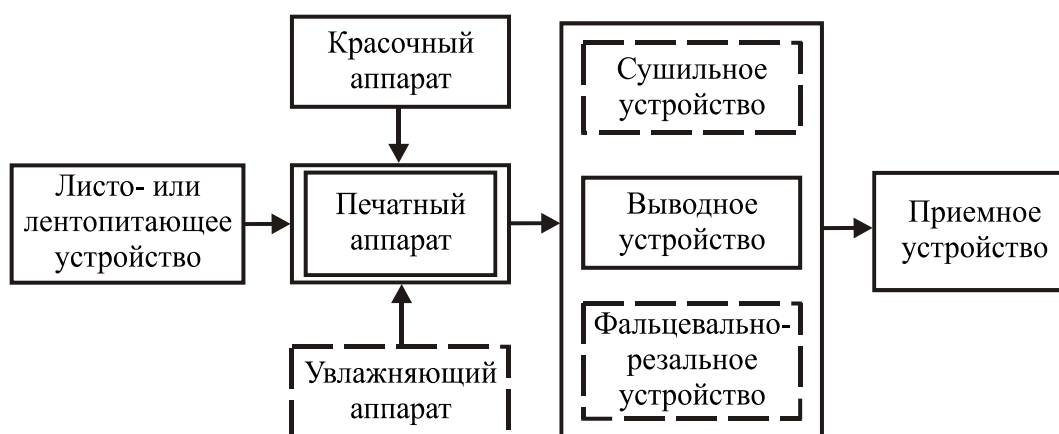 Красочный
аппарат
Листо- или
лентопитающее
устройство
Печатный
аппарат
Увлажняющий
аппарат
Сушильное
устройство
Выводное
устройство
Фальцевально-
резальное
устройство
Приемное
устройство